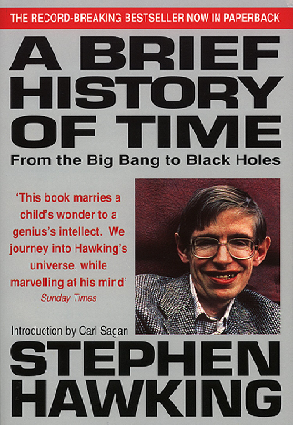 THE RECORD-BREAKING BESTSELLER NOW IN PAPERBACK
A BRIEF
HISTORY
OF TIME
From the Big Bang to Black Holes
'This book marries a
child's wonder to a
genius's intellect. We
journey into Hawking's
universe while
marvelling at his mind'
Sunday Times
Introduction by Carl Sagan
STEPHEN
HAWKING